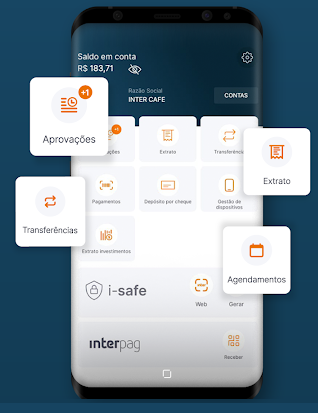 Saldo em conta
R$ 183,71
Razão Social
INTER CAFE
CONTAS
+1
Aprovações
+1
Extrato
Transferência
Extrato
Pagamentos
Depósito por cheque
Gestão de
dispositivos
Transferências
Extrato investimentos
Agendamentos
i-safe
Web
Gerar
interpag
Receber